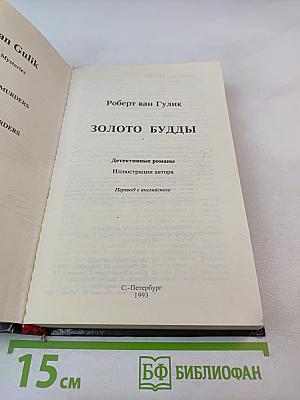 an Gulik
Mysteries
MURDERS
RDERS
Роберт ван Гулик
ЗОЛОТО БУДДЫ
Детективные романы
Иллюстрации автора
Перевод с английского
С.-Петербург
1993
15 см
БФ БИБЛИОФАН